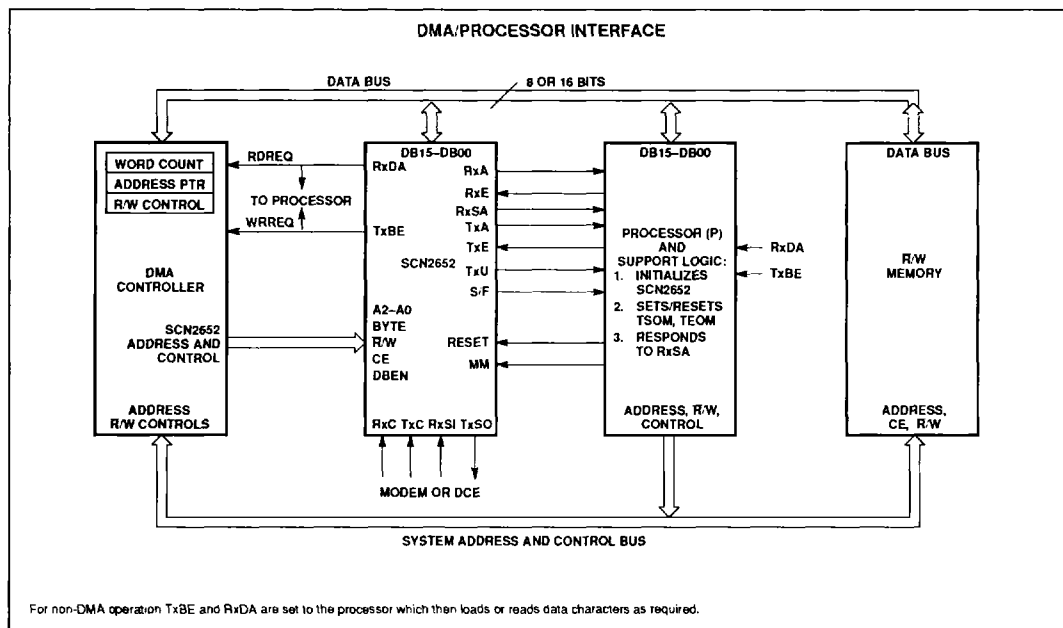 DMA/PROCESSOR INTERFACE
DATA BUS
8 OR 16 BITS
WORD COUNT
ADDRESS PTR
R/W CONTROL
DMA
CONTROLLER
SCN2652
ADDRESS AND
CONTROL
ADDRESS
R/W CONTROLS
RDREQ
TO PROCESSOR
WRREQ
DB15–DB00
RxDA
TxBE
SCN2652
A2–A0
BYTE
R/W
CE
DBEN
RxA
RxE
RxSA
TxA
TxE
TxU
S/F
RESET
MM
RxC TxC RxSI TxSO
MODEM OR DCE
DB15–DB00
PROCESSOR (P)
AND
SUPPORT LOGIC:
1. INITIALIZES
SCN2652
2. SETS/RESETS
TSOM, TEOM
3. RESPONDS
TO RxSA
ADDRESS, R/W,
CONTROL
RxDA
TxBE
DATA BUS
R/W
MEMORY
ADDRESS,
CE, R/W
SYSTEM ADDRESS AND CONTROL BUS
For non-DMA operation TxBE and RxDA are set to the processor which then loads or reads data characters as required.